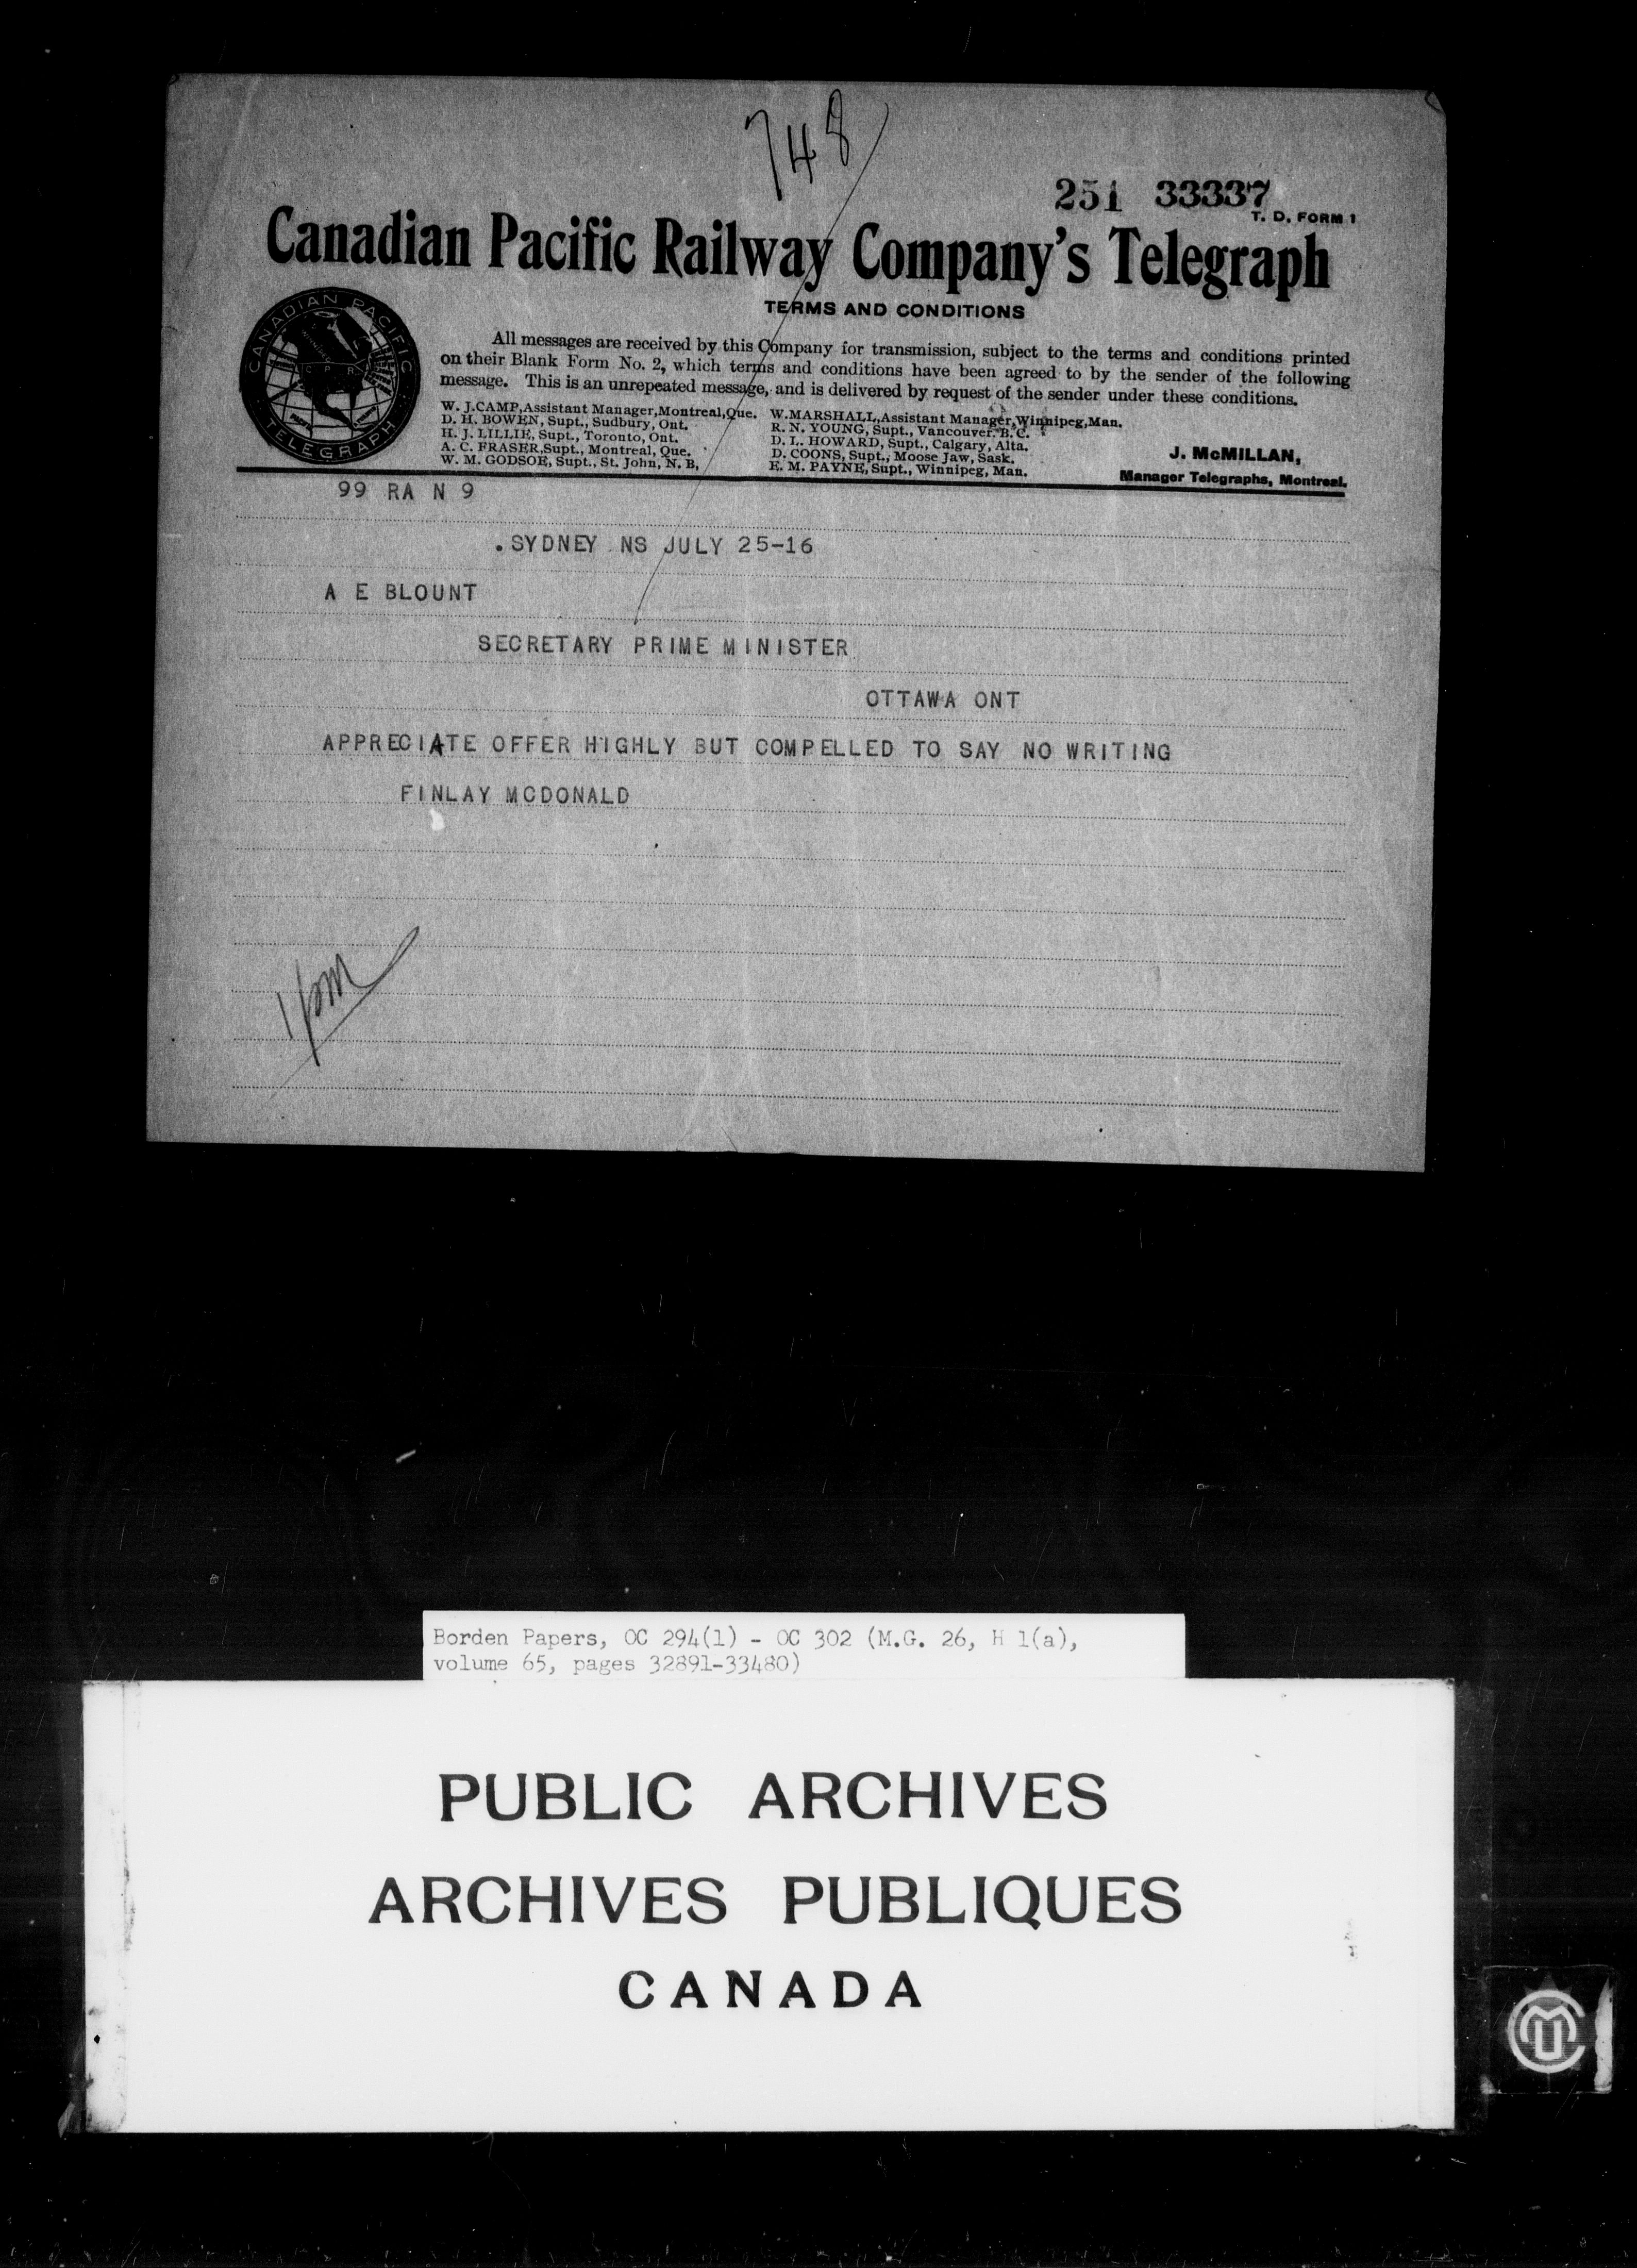 748
251 33337
T. D. FORM 1
Canadian Pacific Railway Company's Telegraph
TERMS AND CONDITIONS
CANADIAN PACIFIC
C P R
TELEGRAPH
All messages are received by this Company for transmission, subject to the terms and conditions printed
on their Blank Form No. 2, which terms and conditions have been agreed to by the sender of the following
message. This is an unrepeated message, and is delivered by request of the sender under these conditions.
W. J. CAMP, Assistant Manager, Montreal, Que.
D. H. BOWEN, Supt., Sudbury, Ont.
H. J. LILLIE, Supt., Toronto, Ont.
A. C. FRASER, Supt., Montreal, Que.
W. M. GODSOE, Supt., St. John, N. B,
W. MARSHALL, Assistant Manager, Winnipeg, Man.
R. N. YOUNG, Supt., Vancouver, B. C.
D. L. HOWARD, Supt., Calgary, Alta.
D. COONS, Supt., Moose Jaw, Sask.
E. M. PAYNE, Supt., Winnipeg, Man.
J. McMILLAN,
Manager Telegraphs, Montreal.
99 RA N 9
.SYDNEY NS JULY 25-16
A E BLOUNT
SECRETARY PRIME MINISTER
OTTAWA ONT
APPRECIATE OFFER HIGHLY BUT COMPELLED TO SAY NO WRITING
FINLAY MCDONALD
1pm
Borden Papers, OC 294(1) - OC 302 (M.G. 26, H 1(a),
volume 65, pages 32891-33480)
PUBLIC ARCHIVES
ARCHIVES PUBLIQUES
CANADA